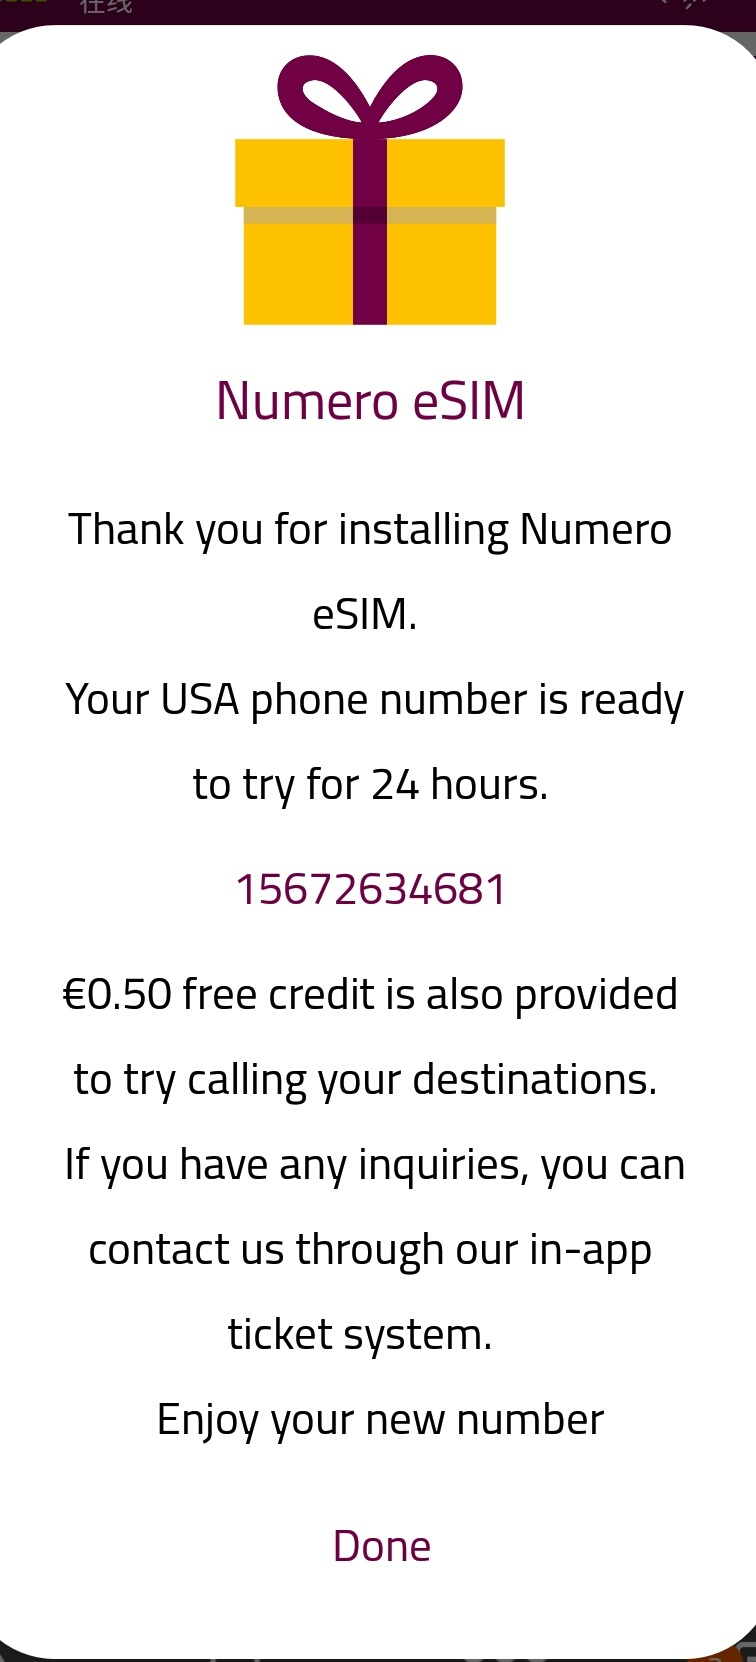 在线
Numero eSIM
Thank you for installing Numero
eSIM.
Your USA phone number is ready
to try for 24 hours.
15672634681
€0.50 free credit is also provided
to try calling your destinations.
If you have any inquiries, you can
contact us through our in-app
ticket system.
Enjoy your new number
Done